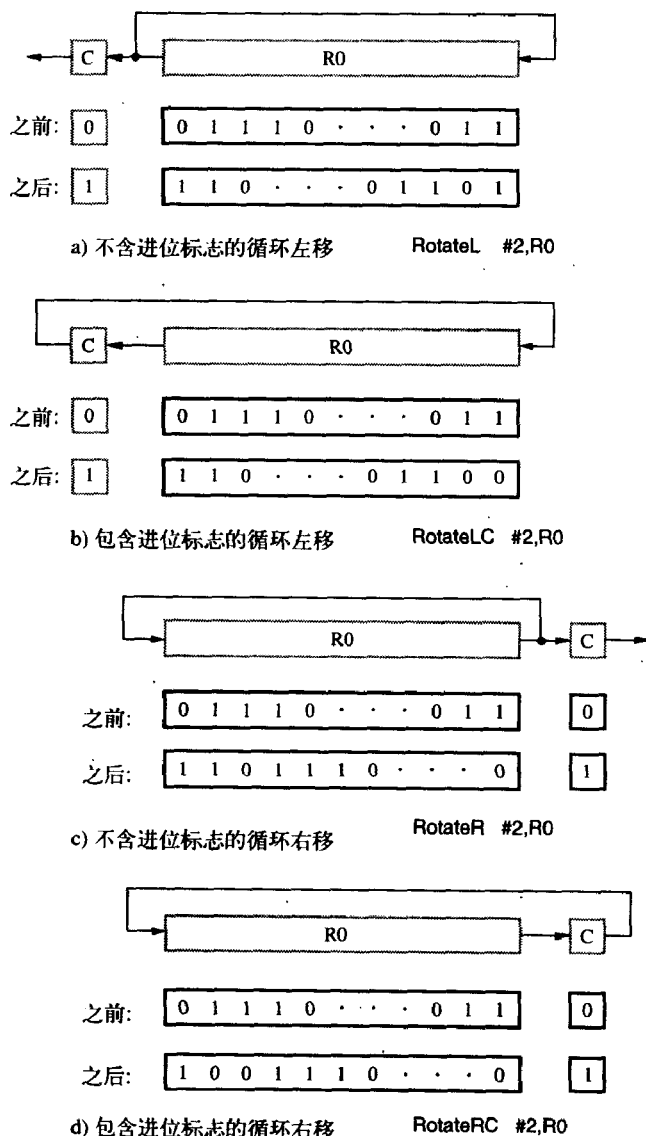 C R0
之前: 0 0 1 1 1 0 · · · 0 1 1
之后: 1 1 1 0 · · · 0 1 1 0 1
a) 不含进位标志的循环左移 RotateL #2,R0
C R0
之前: 0 0 1 1 1 0 · · · 0 1 1
之后: 1 1 1 0 · · · 0 1 1 0 0
b) 包含进位标志的循环左移 RotateLC #2,R0
R0 C
之前: 0 1 1 1 0 · · · 0 1 1 0
之后: 1 1 0 1 1 1 0 · · · 0 1
c) 不含进位标志的循环右移 RotateR #2,R0
R0 C
之前: 0 1 1 1 0 · · · 0 1 1 0
之后: 1 0 0 1 1 1 0 · · · 0 1
d) 包含进位标志的循环右移 RotateRC #2,R0